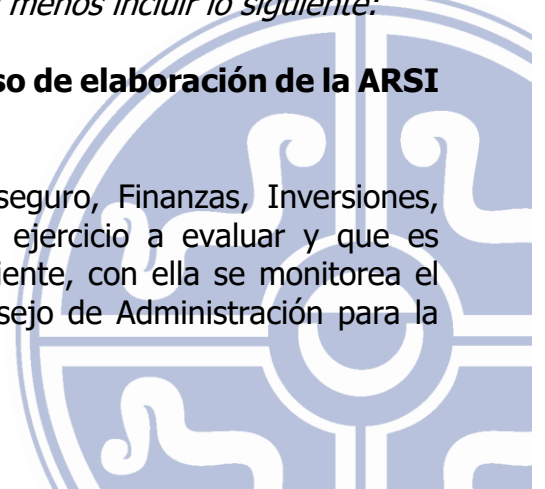 menos incluir lo siguiente:
so de elaboración de la ARSI
seguro, Finanzas, Inversiones,
ejercicio a evaluar y que es
iente, con ella se monitorea el
sejo de Administración para la